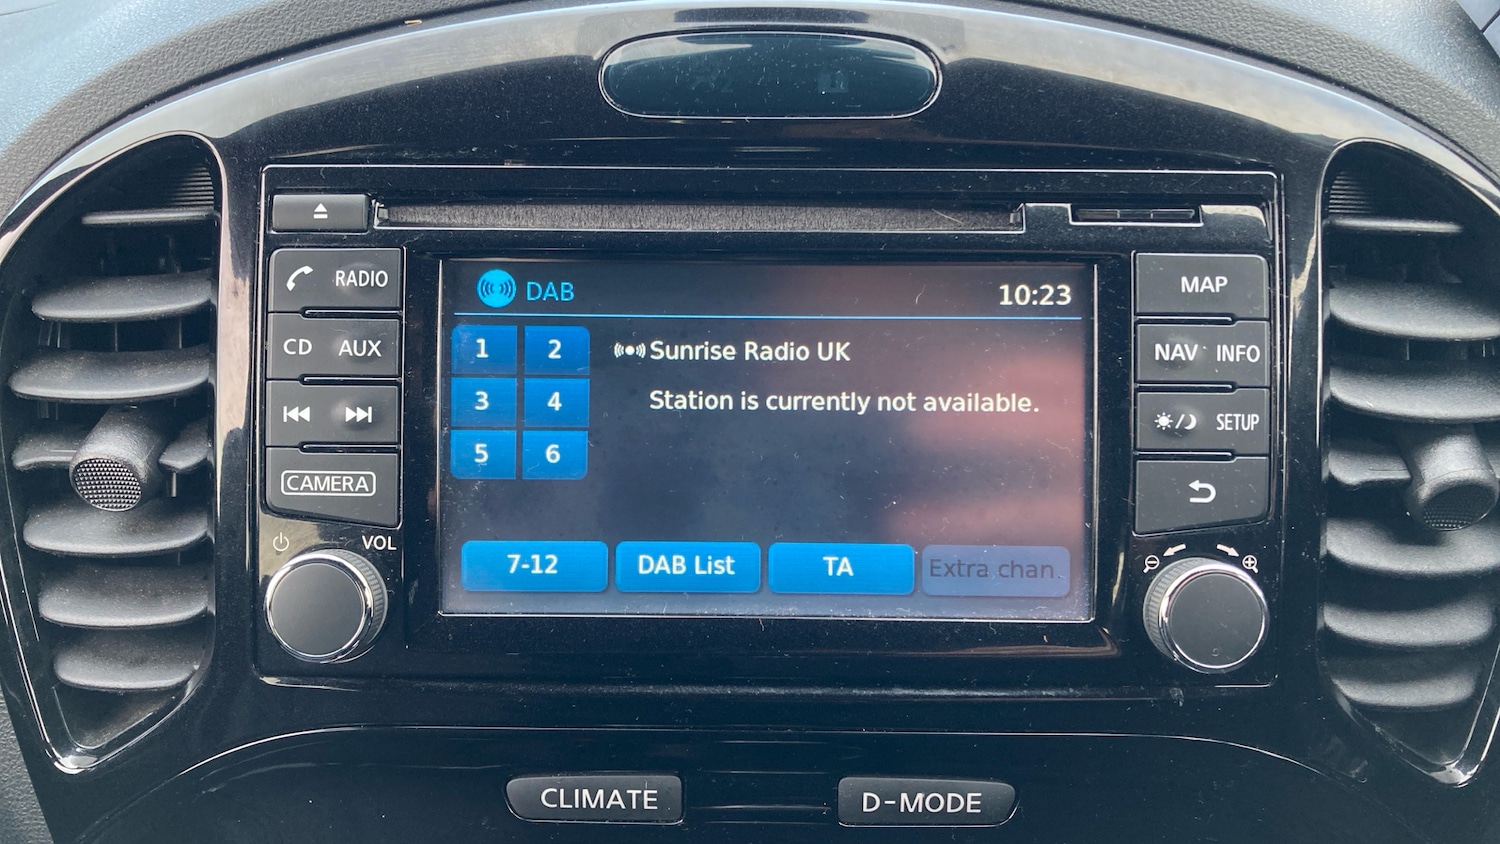 RADIO
CD AUX
CAMERA
VOL
DAB
10:23
1 2
3 4
5 6
Sunrise Radio UK
Station is currently not available.
7-12
DAB List
TA
Extra chan.
MAP
NAV INFO
SETUP
CLIMATE
D-MODE